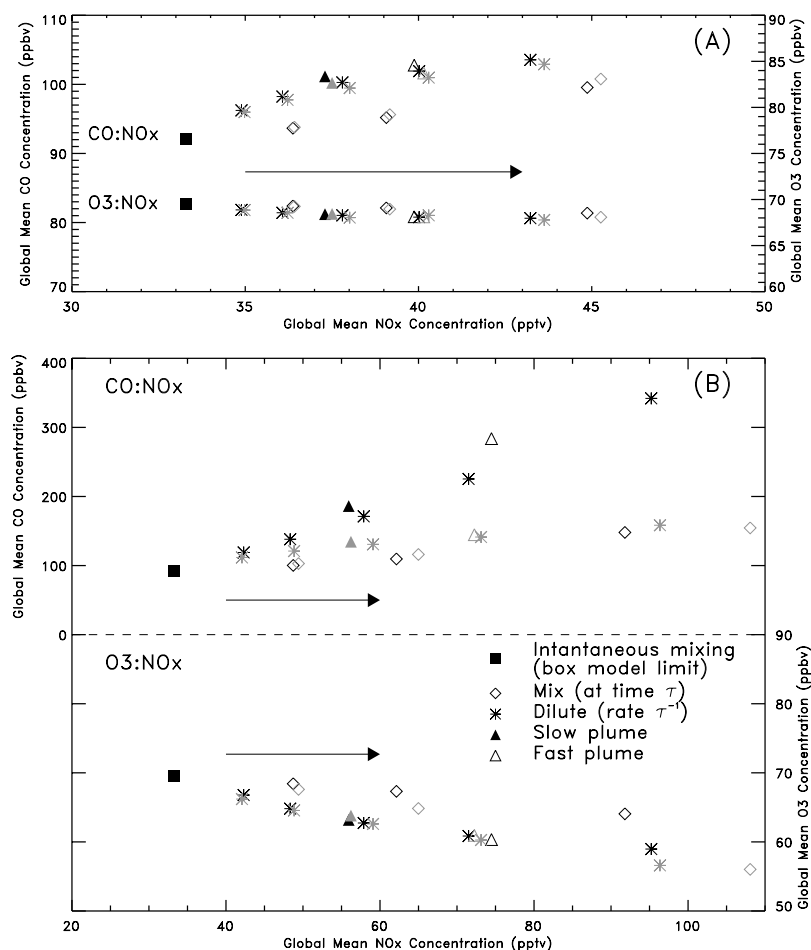 110
(A)
90
Global Mean CO Concentration (ppbv)
100
85
CO:NOx
80
90
75
O3:NOx
70
80
65
70
60
Global Mean O3 Concentration (ppbv)
30
35
40
45
50
Global Mean NOx Concentration (pptv)
400
CO:NOx
(B)
Global Mean CO Concentration (ppbv)
300
200
100
0
90
O3:NOx
Intantaneous mixing
(box model limit)
Mix (at time τ)
Dilute (rate τ⁻¹)
Slow plume
Fast plume
80
70
60
50
Global Mean O3 Concentration (ppbv)
20
40
60
80
100
Global Mean NOx Concentration (pptv)